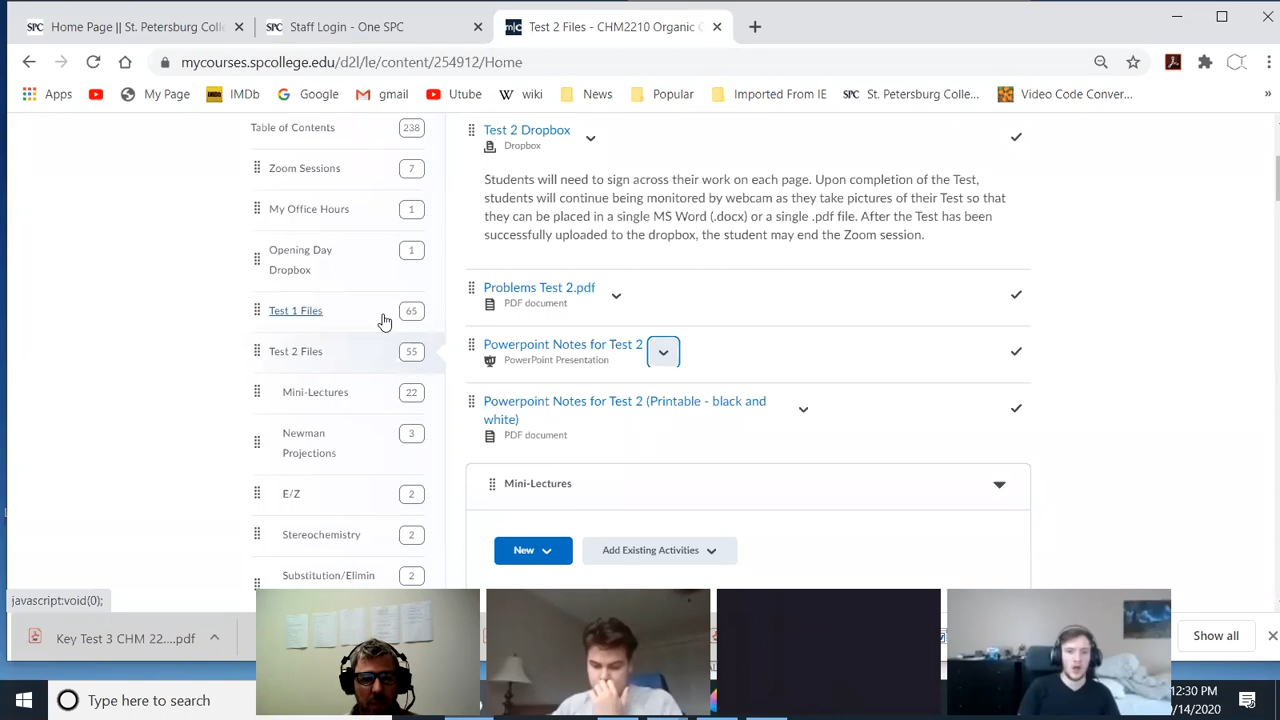 SPC Home Page || St. Petersburg Colle
SPC Staff Login - One SPC
Test 2 Files - CHM2210 Organic C
mycourses.spcollege.edu/d2l/le/content/254912/Home
Apps
My Page
IMDb IMDb
Google
gmail
Utube
W wiki
News
Popular
Imported From IE
SPC St. Petersburg Colle...
Video Code Conver...
»
Table of Contents 238
Zoom Sessions 7
My Office Hours 1
Opening Day 1
Dropbox
Test 1 Files 65
Test 2 Files 55
Mini-Lectures 22
Newman 3
Projections
E/Z 2
Stereochemistry 2
Substitution/Elimin 2
Test 2 Dropbox
Dropbox
Students will need to sign across their work on each page. Upon completion of the Test,
students will continue being monitored by webcam as they take pictures of their Test so that
they can be placed in a single MS Word (.docx) or a single .pdf file. After the Test has been
successfully uploaded to the dropbox, the student may end the Zoom session.
Problems Test 2.pdf
PDF document
Powerpoint Notes for Test 2
PowerPoint Presentation
Powerpoint Notes for Test 2 (Printable - black and
white)
PDF document
Mini-Lectures
New
Add Existing Activities
javascript:void(0);
Key Test 3 CHM 22....pdf
Show all
Type here to search
12:30 PM
/14/2020